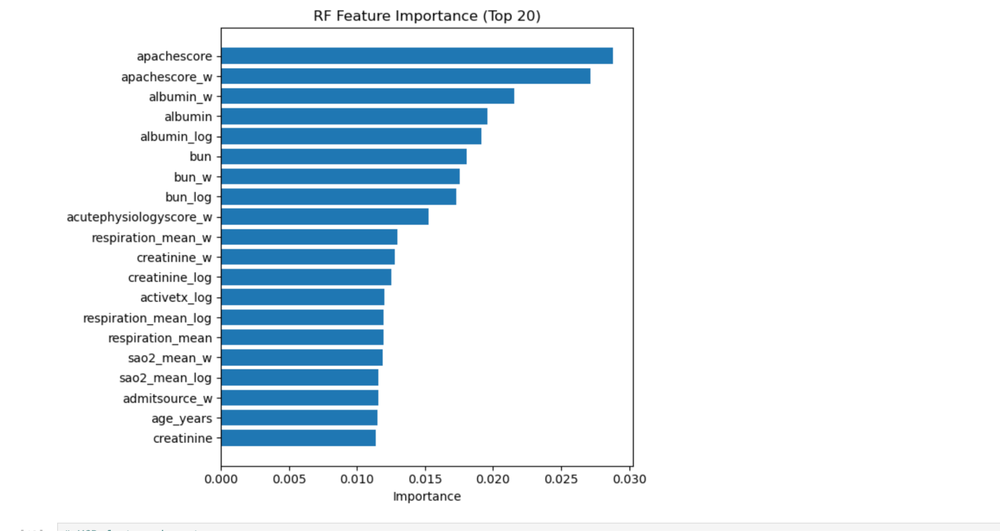 RF Feature Importance (Top 20)
apachescore
apachescore_w
albumin_w
albumin
albumin_log
bun
bun_w
bun_log
acutephysiologyscore_w
respiration_mean_w
creatinine_w
creatinine_log
activetx_log
respiration_mean_log
respiration_mean
sao2_mean_w
sao2_mean_log
admitsource_w
age_years
creatinine
0.000 0.005 0.010 0.015 0.020 0.025 0.030
Importance